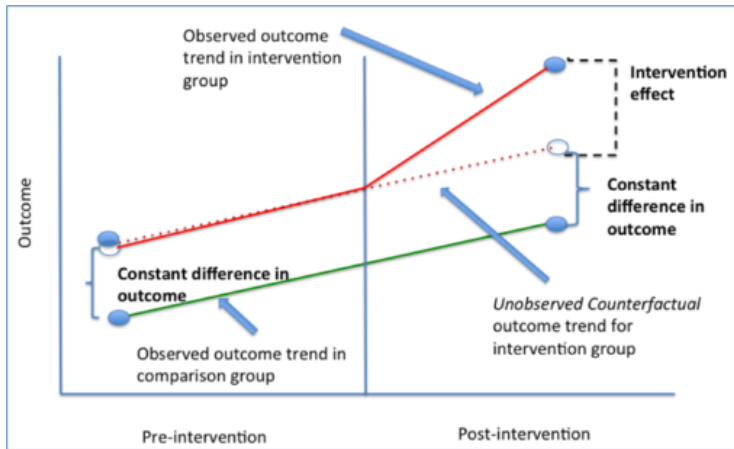 Observed outcome
trend in intervention
group
Intervention
effect
Outcome
Constant difference in
outcome
Constant difference in
outcome
Unobserved Counterfactual
outcome trend for
intervention group
Observed outcome trend in
comparison group
Pre-intervention
Post-intervention